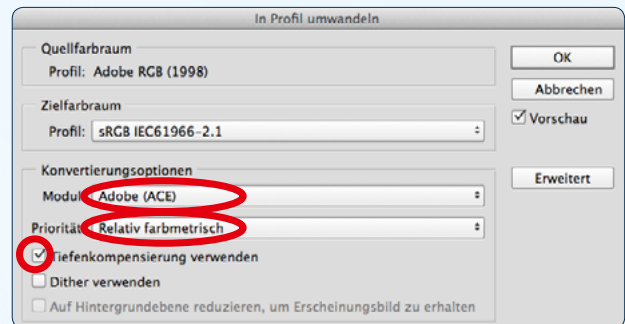 In Profil umwandeln
Quellfarbraum
Profil: Adobe RGB (1998)
Zielfarbraum
Profil: sRGB IEC61966-2.1
Konvertierungsoptionen
Modul: Adobe (ACE)
Priorität: Relativ farbmetrisch
Tiefenkompensierung verwenden
Dither verwenden
Auf Hintergrundebene reduzieren, um Erscheinungsbild zu erhalten
OK
Abbrechen
Vorschau
Erweitert